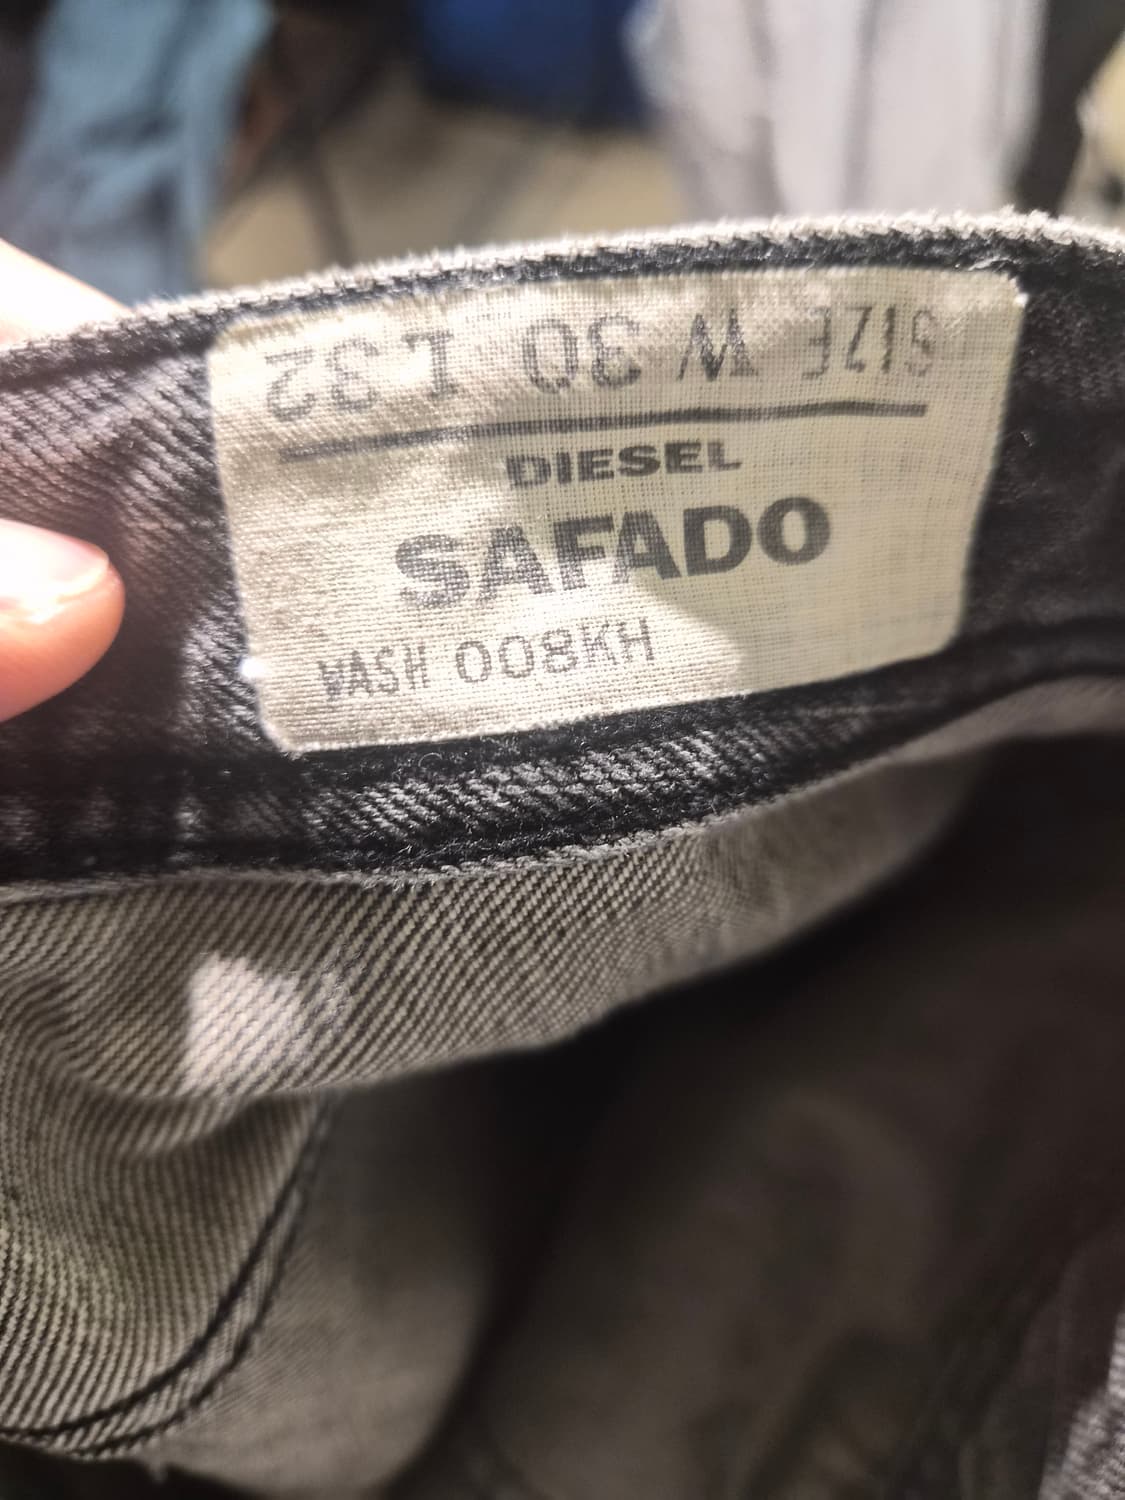 SIZE W 30 L 32
DIESEL
SAFADO
WASH 008KH